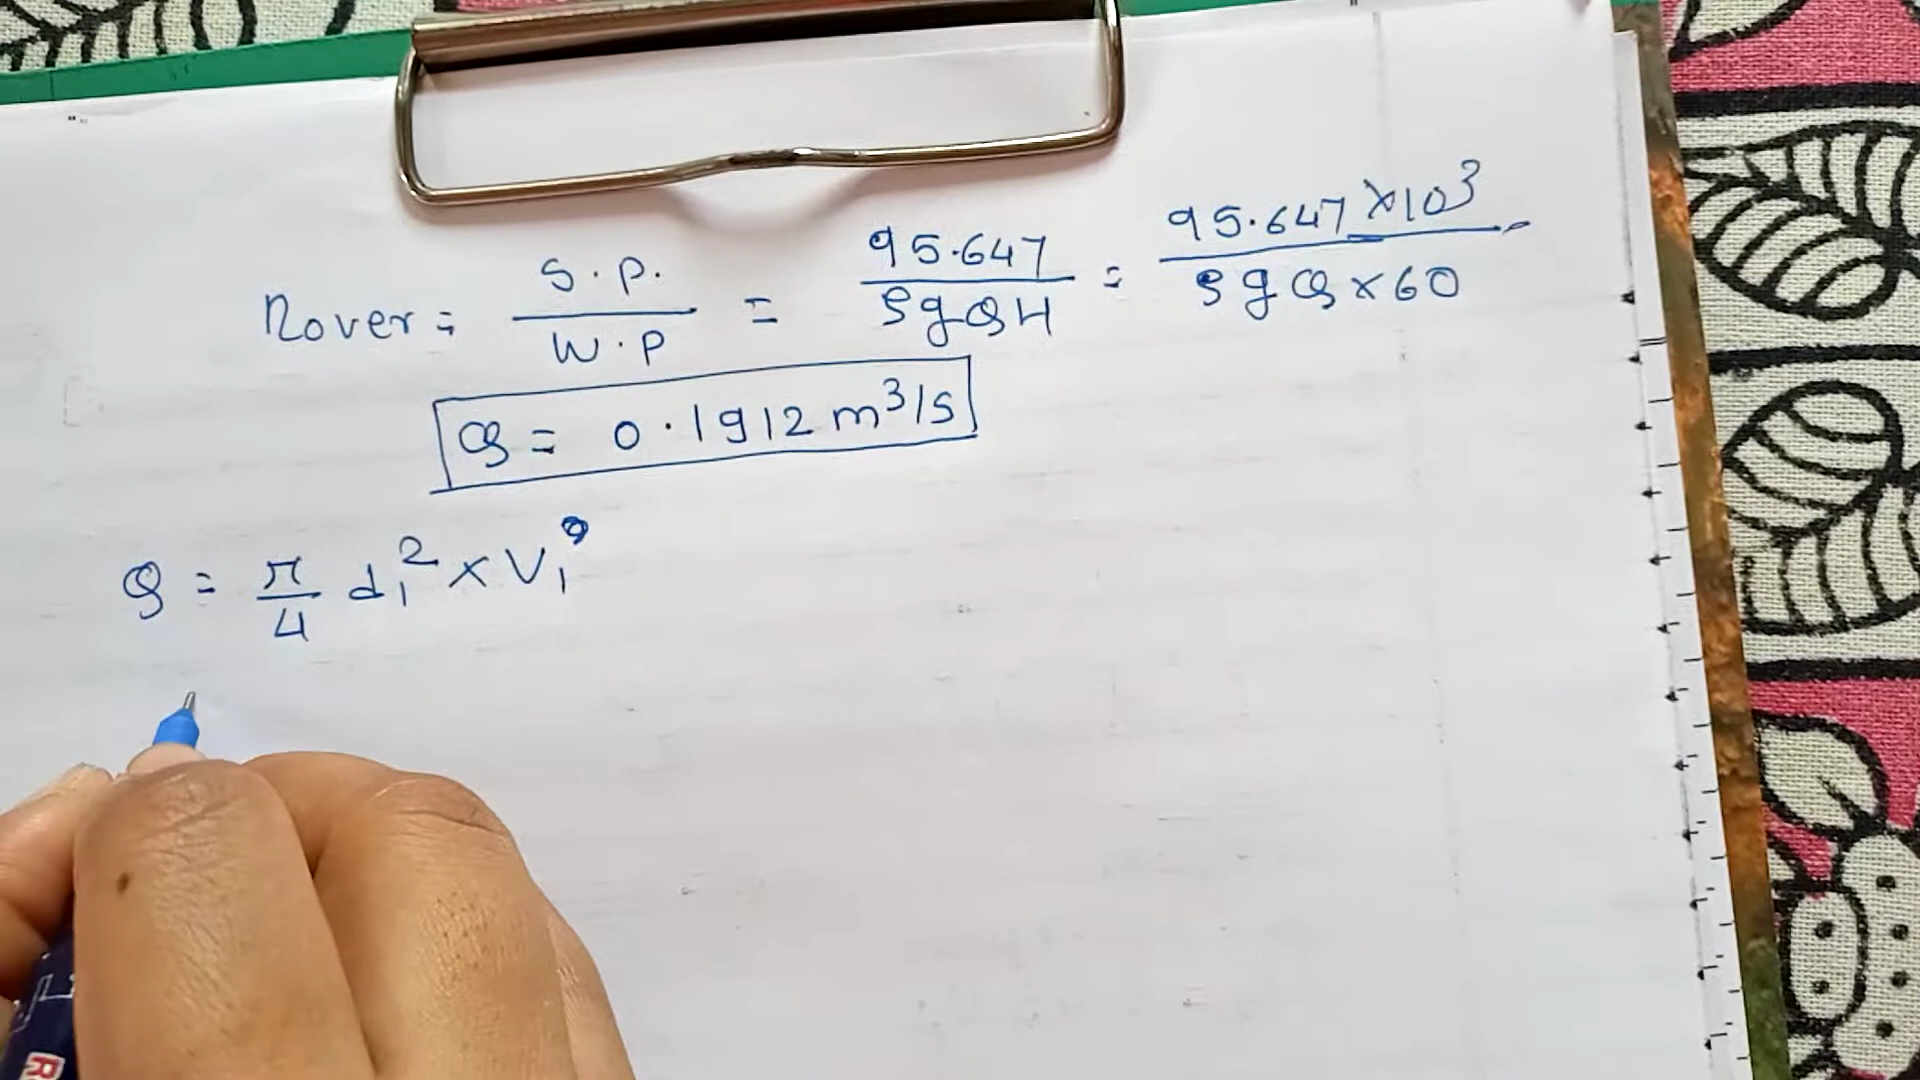 ηover = S.P. / W.P = 95.647 / ρgQH = 95.647 × 10³ / ρgQ × 60
Q = 0.1912 m³/s
Q = π/4 d₁² × V₁
R